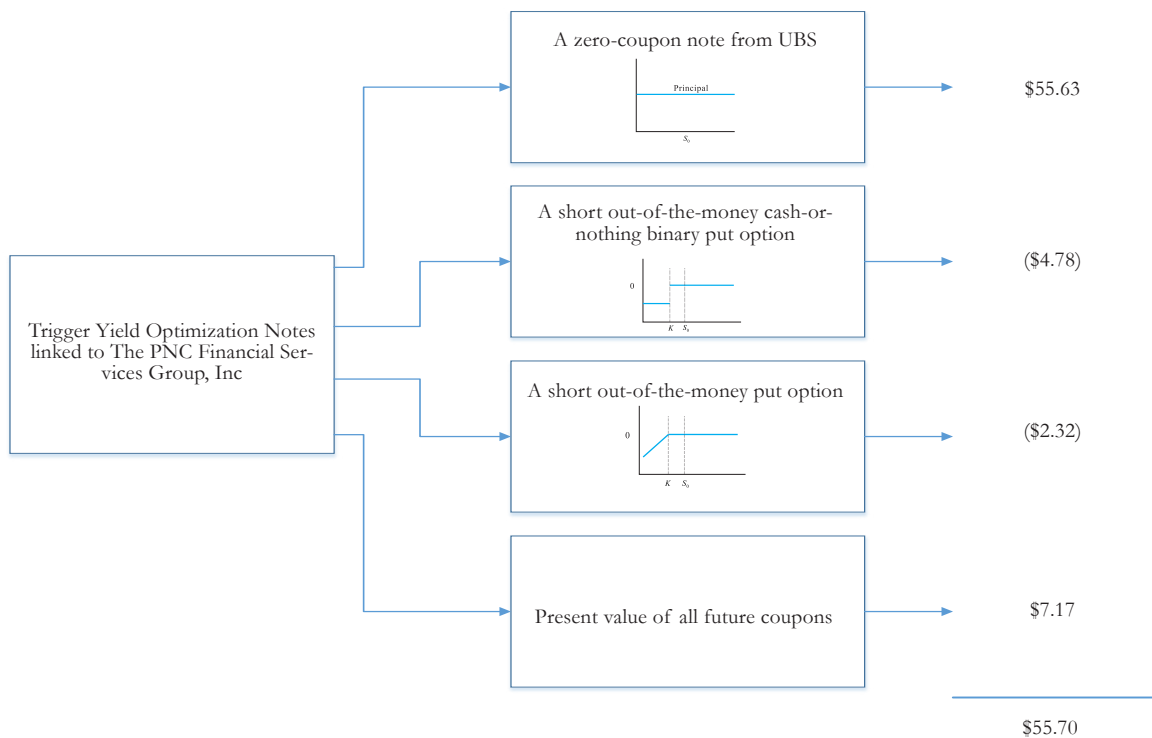 A zero-coupon note from UBS
Principal
S₀
$55.63
A short out-of-the-money cash-or-
nothing binary put option
0
K
S₀
($4.78)
Trigger Yield Optimization Notes
linked to The PNC Financial Ser-
vices Group, Inc
A short out-of-the-money put option
0
K
S₀
($2.32)
Present value of all future coupons
$7.17
$55.70